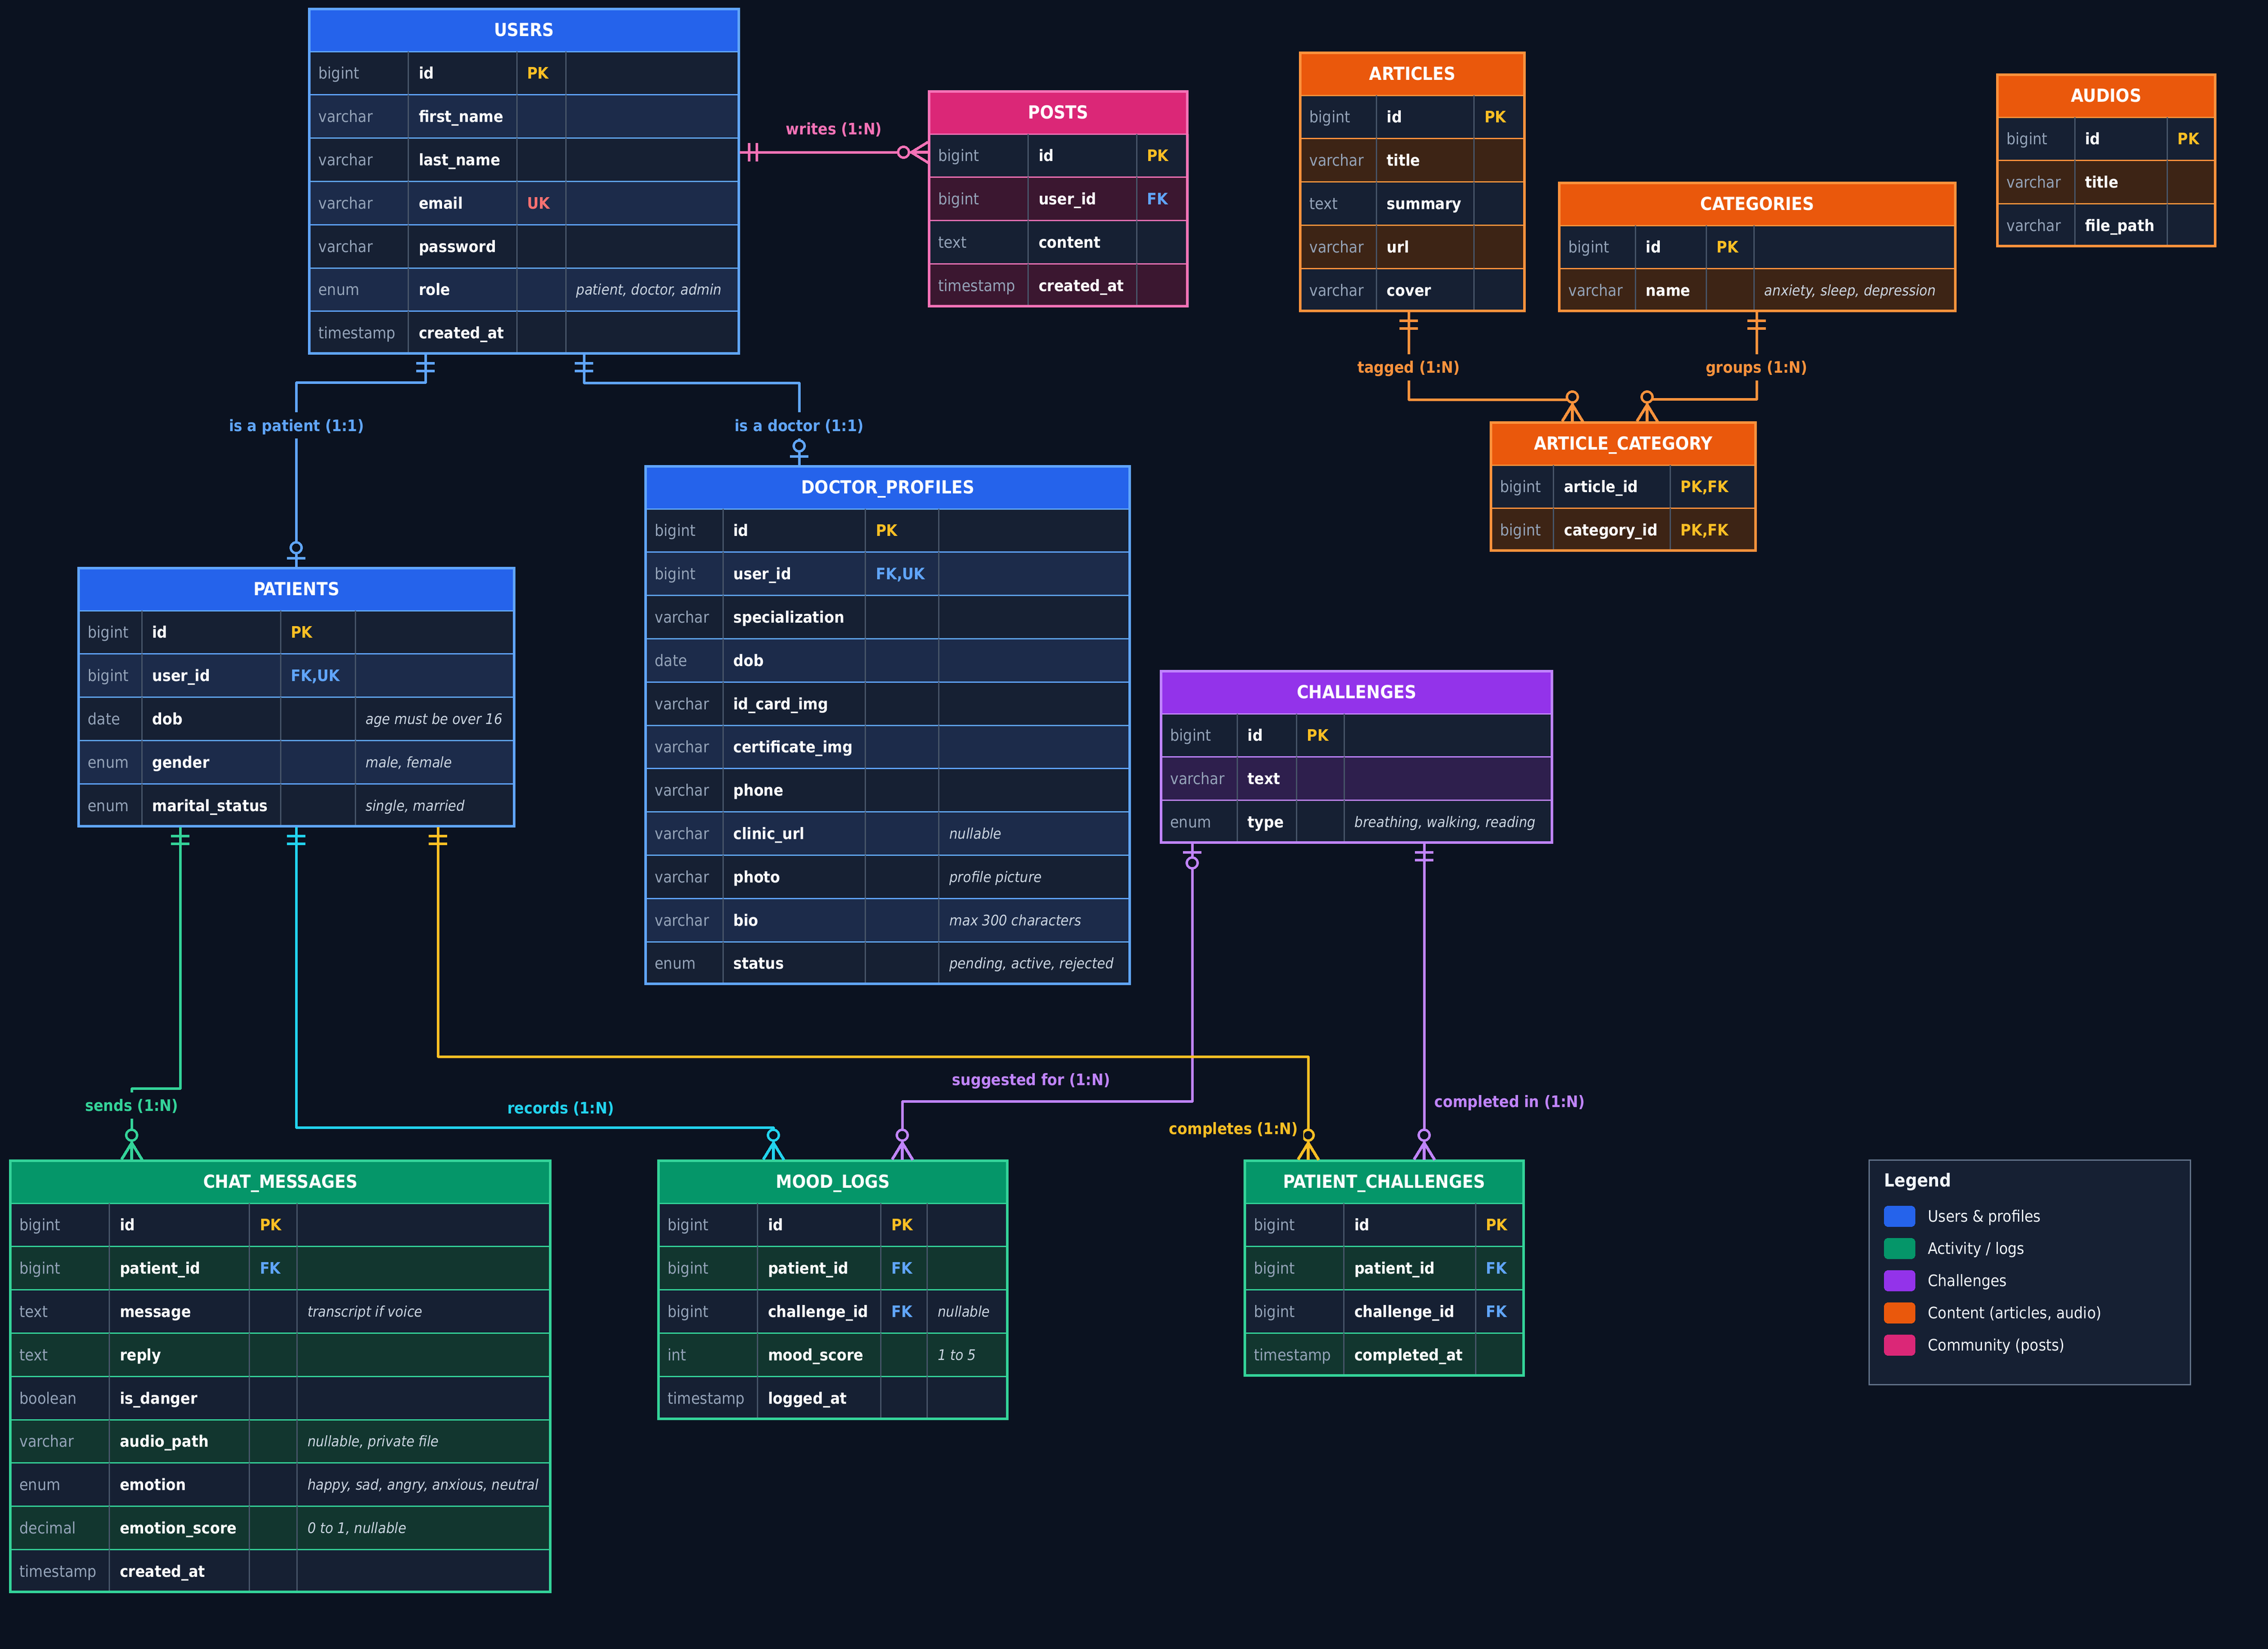 USERS
bigint id PK
varchar first_name
varchar last_name
varchar email UK
varchar password
enum role patient, doctor, admin
timestamp created_at
writes (1:N)
POSTS
bigint id PK
bigint user_id FK
text content
timestamp created_at
ARTICLES
bigint id PK
varchar title
text summary
varchar url
varchar cover
CATEGORIES
bigint id PK
varchar name anxiety, sleep, depression
AUDIOS
bigint id PK
varchar title
varchar file_path
tagged (1:N)
groups (1:N)
ARTICLE_CATEGORY
bigint article_id PK,FK
bigint category_id PK,FK
is a patient (1:1)
is a doctor (1:1)
PATIENTS
bigint id PK
bigint user_id FK,UK
date dob age must be over 16
enum gender male, female
enum marital_status single, married
DOCTOR_PROFILES
bigint id PK
bigint user_id FK,UK
varchar specialization
date dob
varchar id_card_img
varchar certificate_img
varchar phone
varchar clinic_url nullable
varchar photo profile picture
varchar bio max 300 characters
enum status pending, active, rejected
CHALLENGES
bigint id PK
varchar text
enum type breathing, walking, reading
sends (1:N)
records (1:N)
suggested for (1:N)
completes (1:N)
completed in (1:N)
CHAT_MESSAGES
bigint id PK
bigint patient_id FK
text message transcript if voice
text reply
boolean is_danger
varchar audio_path nullable, private file
enum emotion happy, sad, angry, anxious, neutral
decimal emotion_score 0 to 1, nullable
timestamp created_at
MOOD_LOGS
bigint id PK
bigint patient_id FK
bigint challenge_id FK nullable
int mood_score 1 to 5
timestamp logged_at
PATIENT_CHALLENGES
bigint id PK
bigint patient_id FK
bigint challenge_id FK
timestamp completed_at
Legend
Users & profiles
Activity / logs
Challenges
Content (articles, audio)
Community (posts)